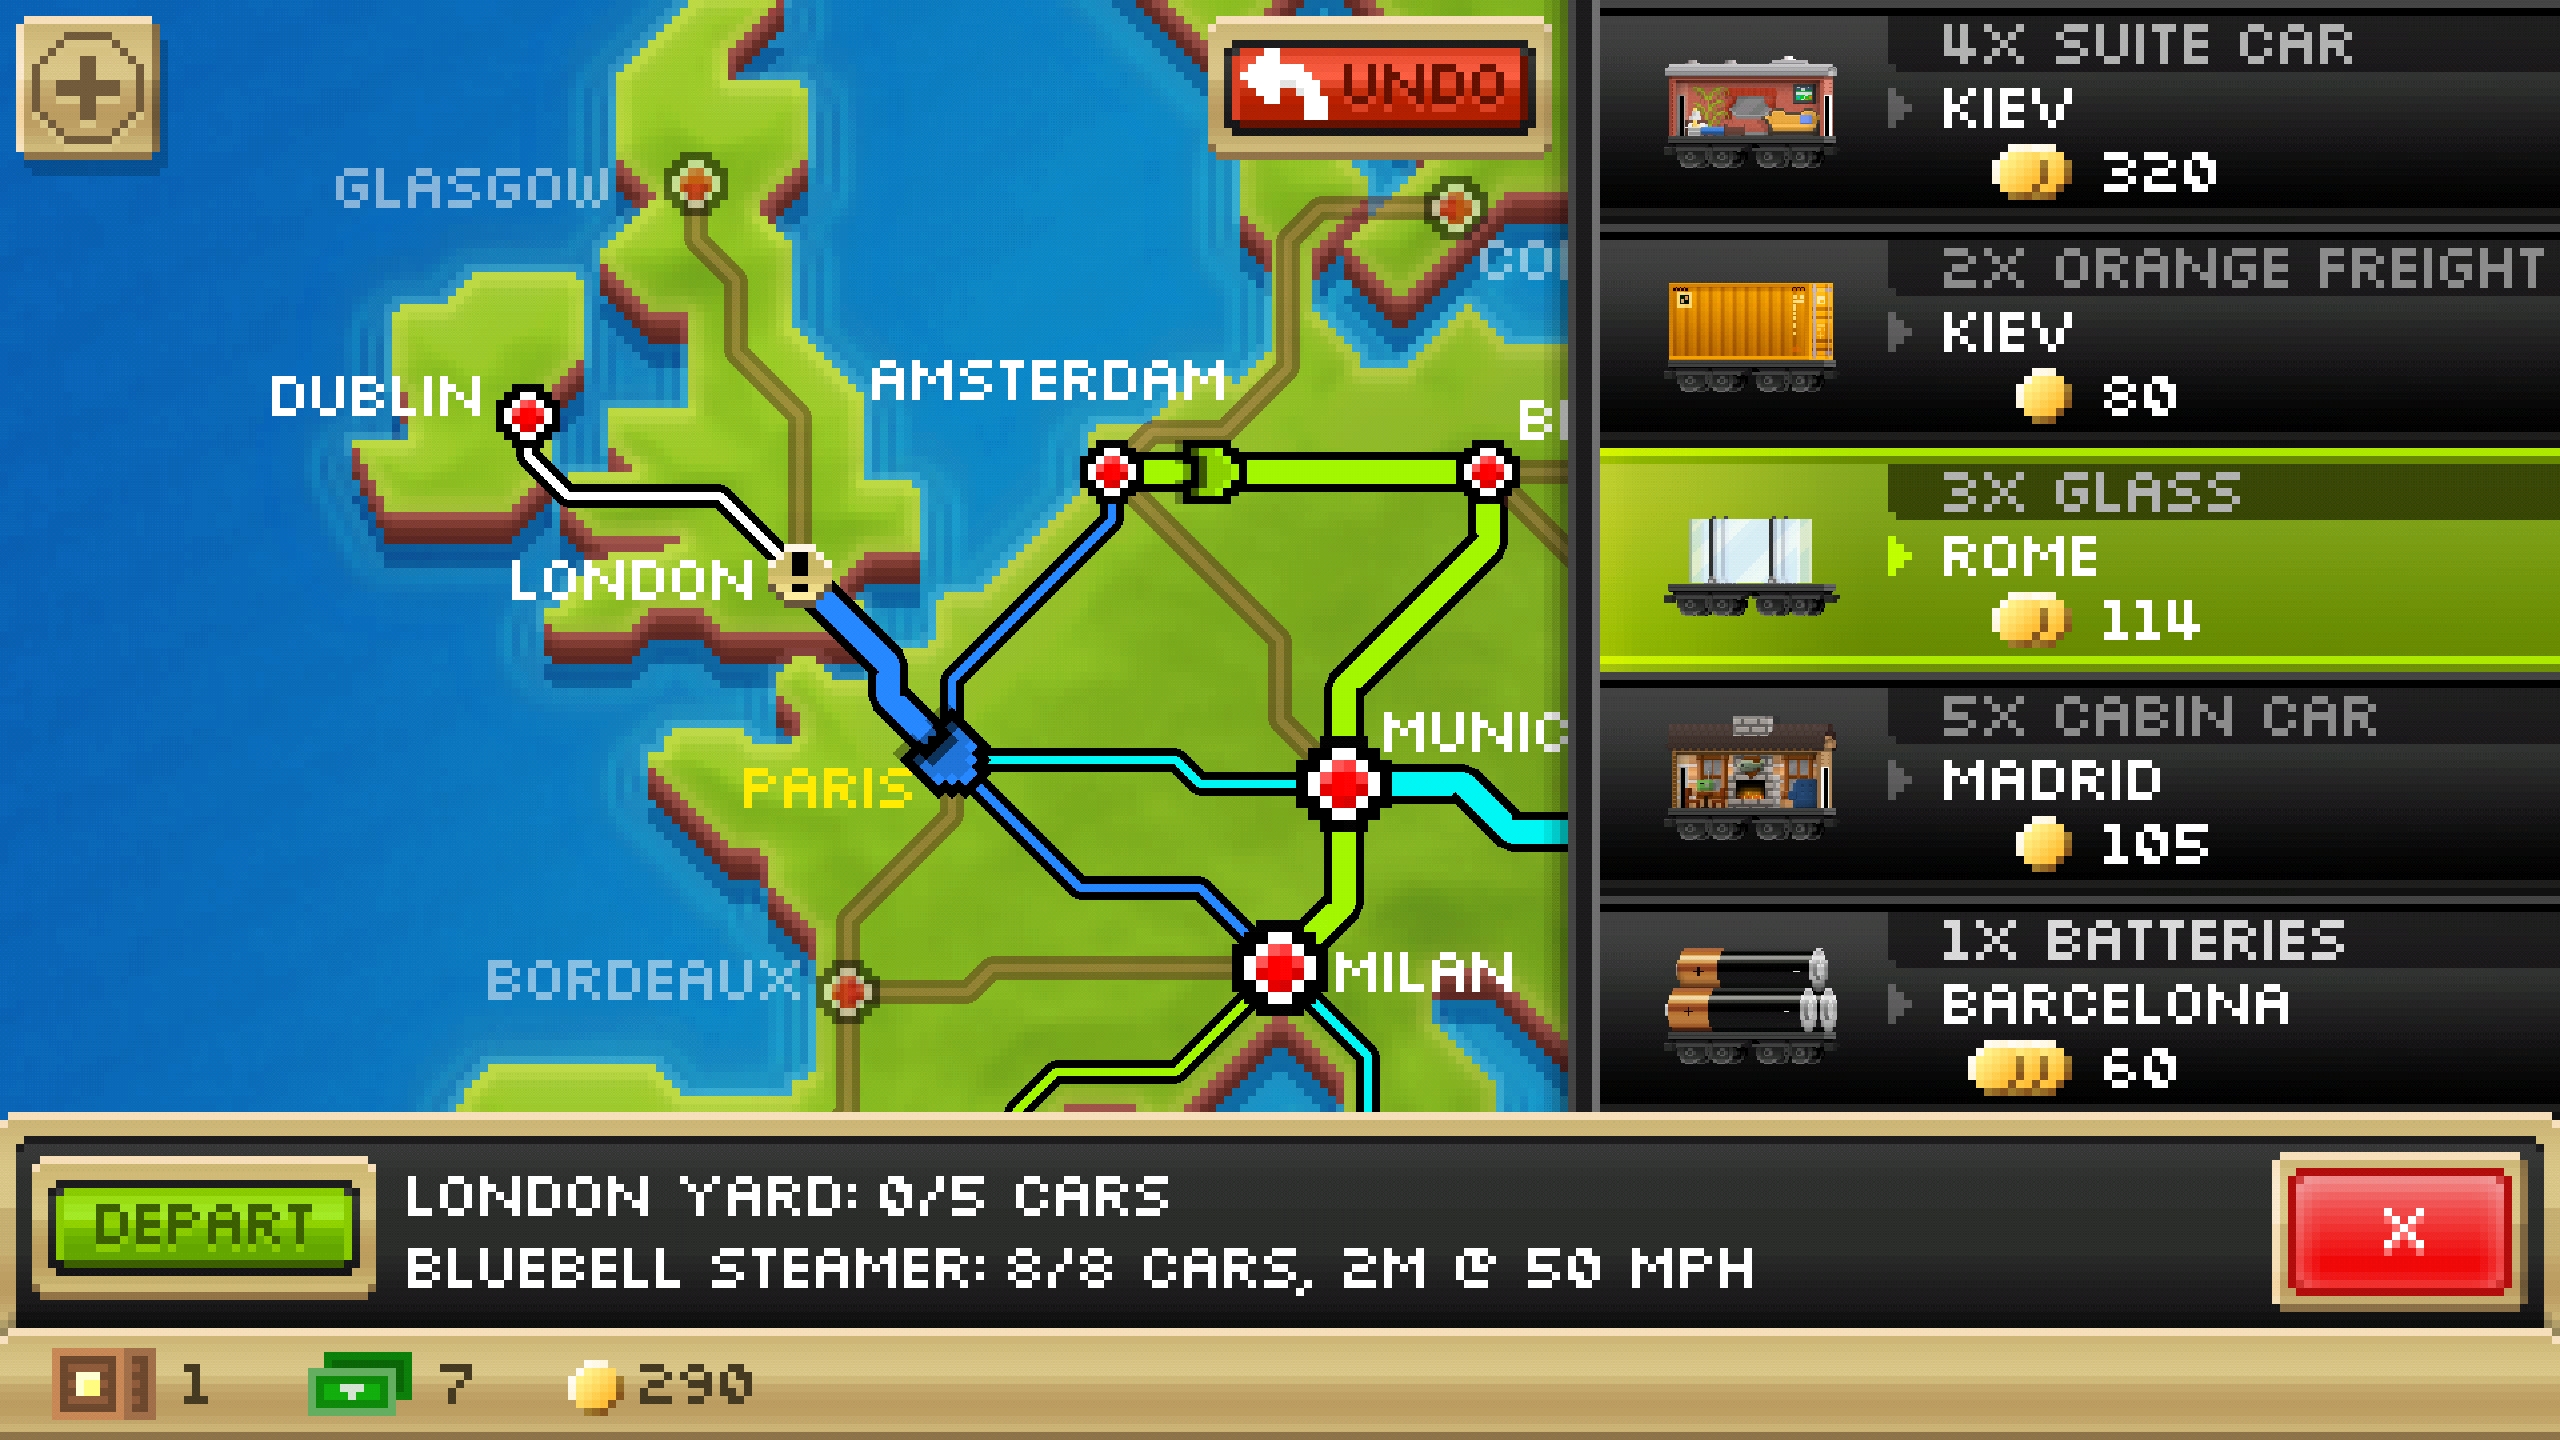 UNDO
GLASGOW
DUBLIN
AMSTERDAM
LONDON
PARIS
MUNIC
BORDEAUX
MILAN
4X SUITE CAR
KIEV
320
2X ORANGE FREIGHT
KIEV
80
3X GLASS
ROME
114
5X CABIN CAR
MADRID
105
1X BATTERIES
BARCELONA
60
DEPART
LONDON YARD: 0/5 CARS
BLUEBELL STEAMER: 8/8 CARS, 2M @ 50 MPH
X
1
7
290